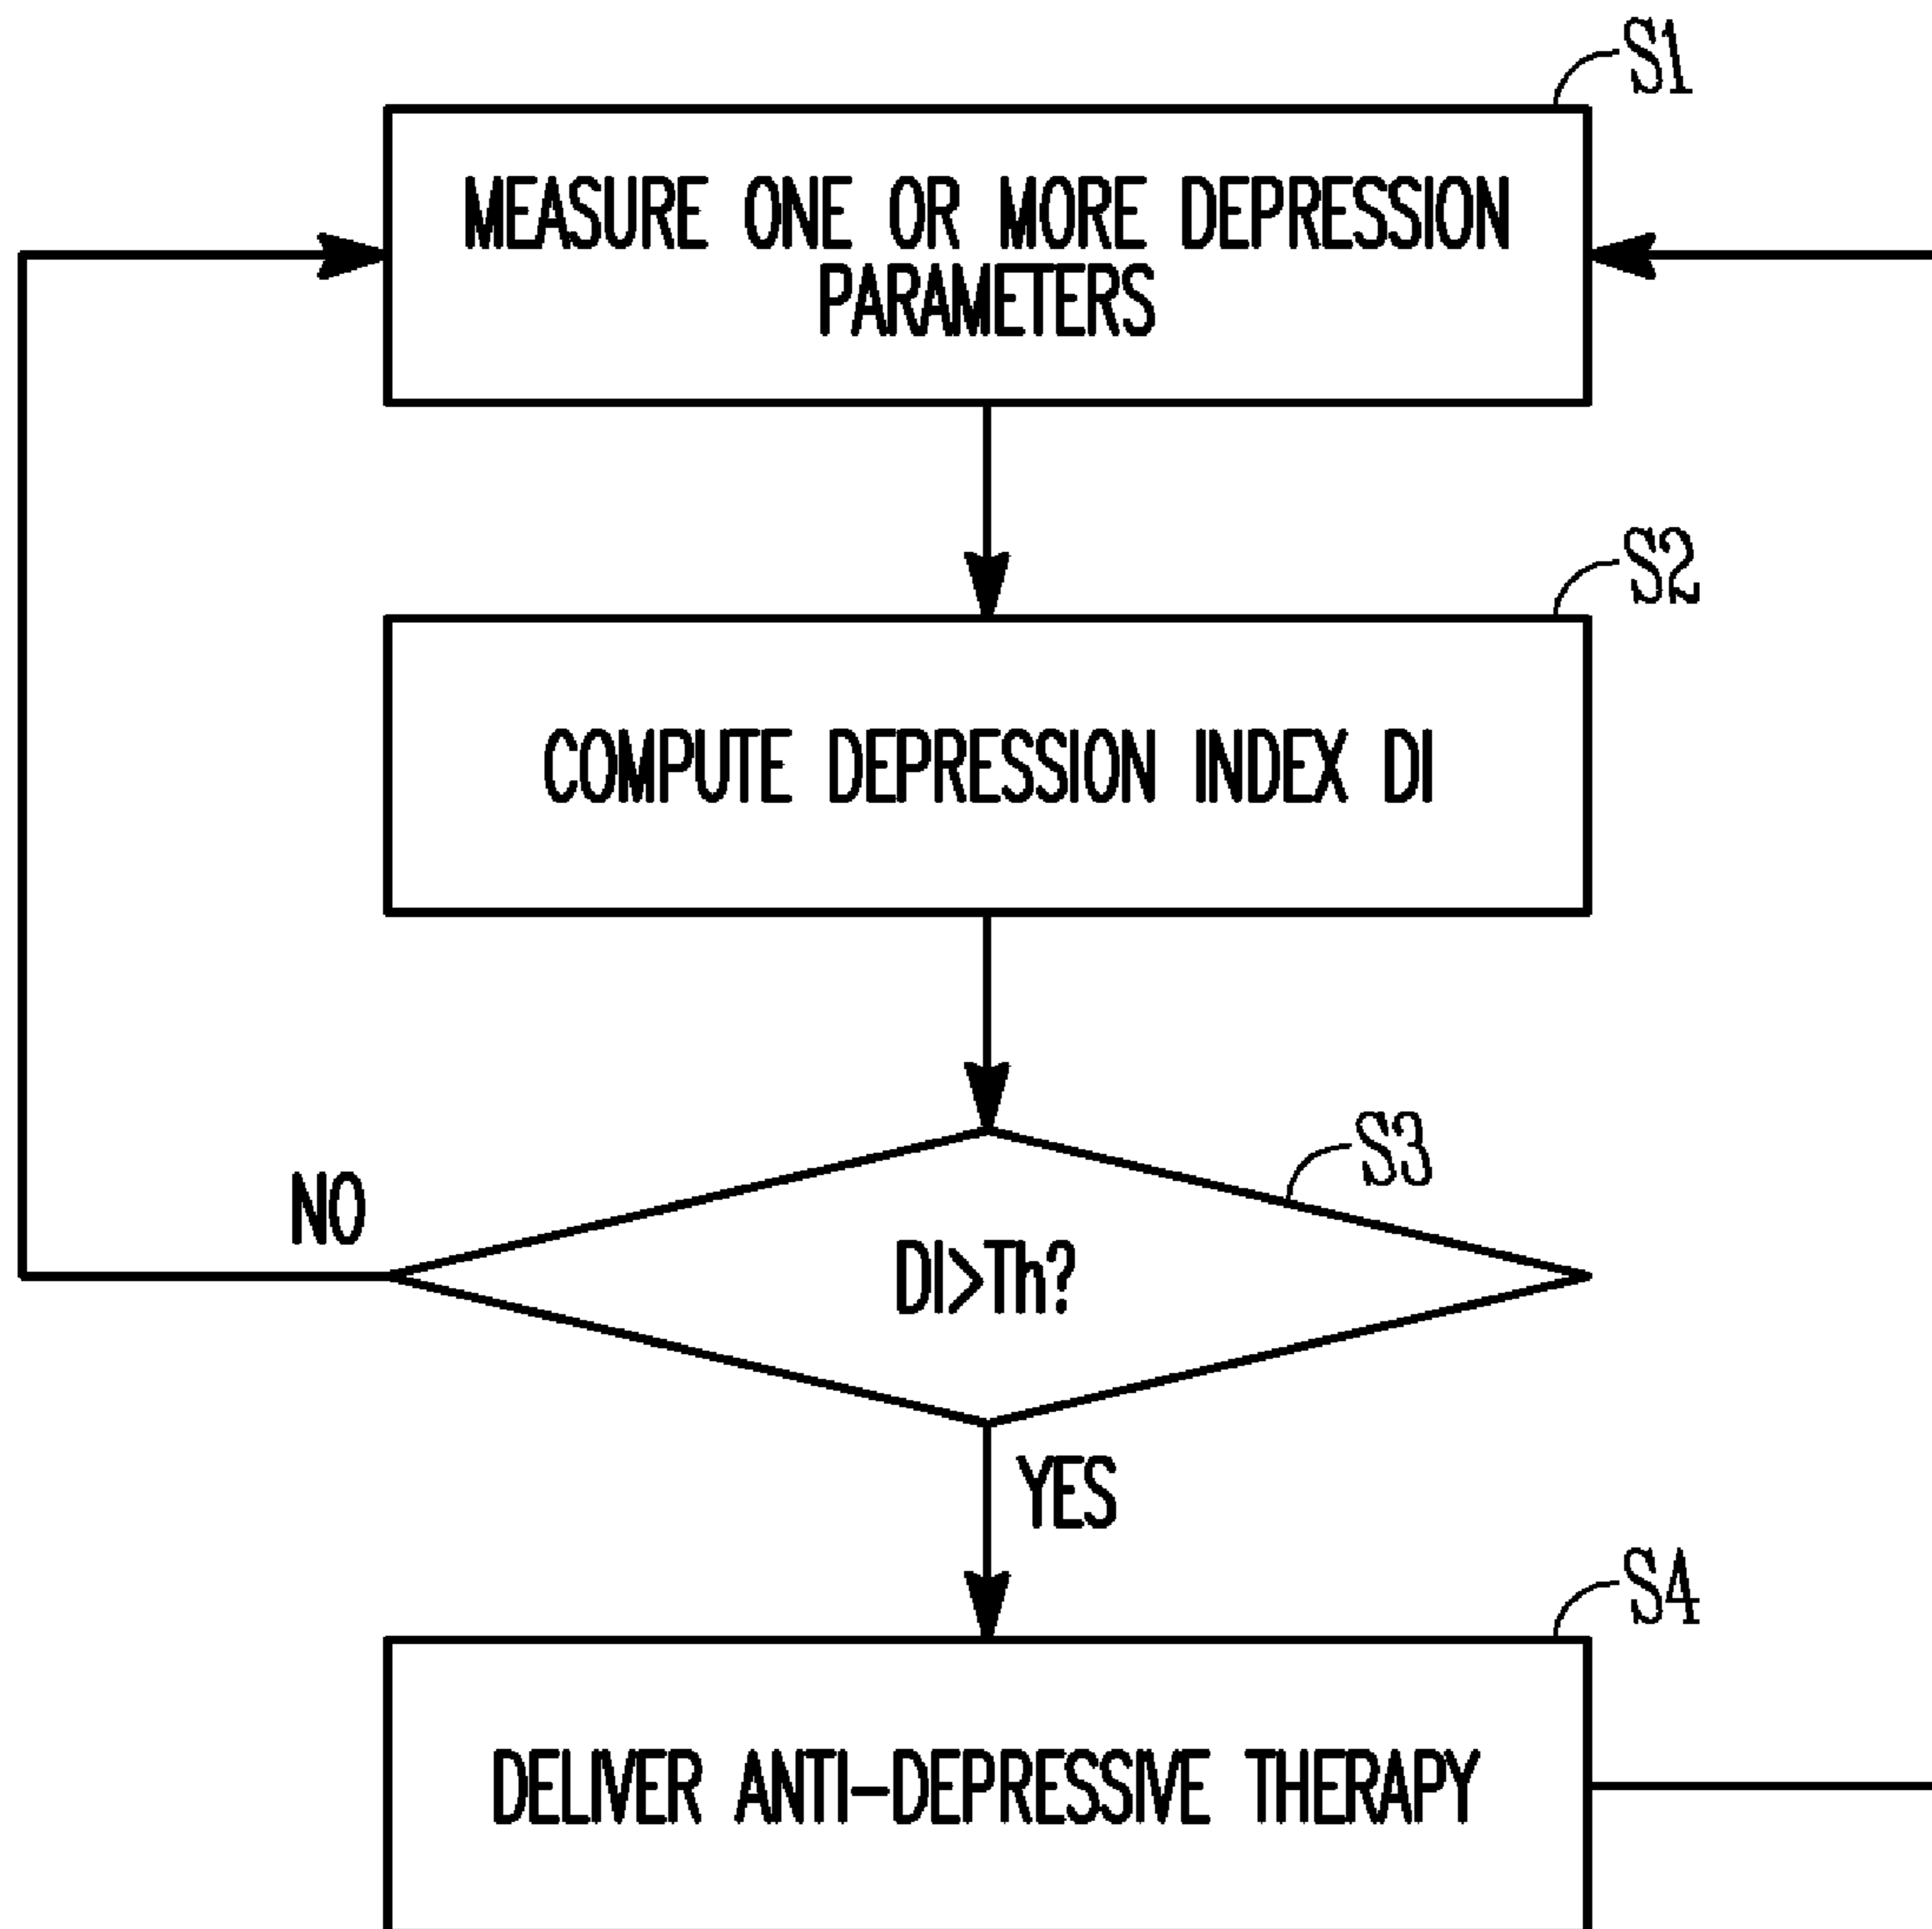 S1
MEASURE ONE OR MORE DEPRESSION
PARAMETERS
S2
COMPUTE DEPRESSION INDEX DI
S3
NO
DI>Th?
YES
S4
DELIVER ANTI-DEPRESSIVE THERAPY